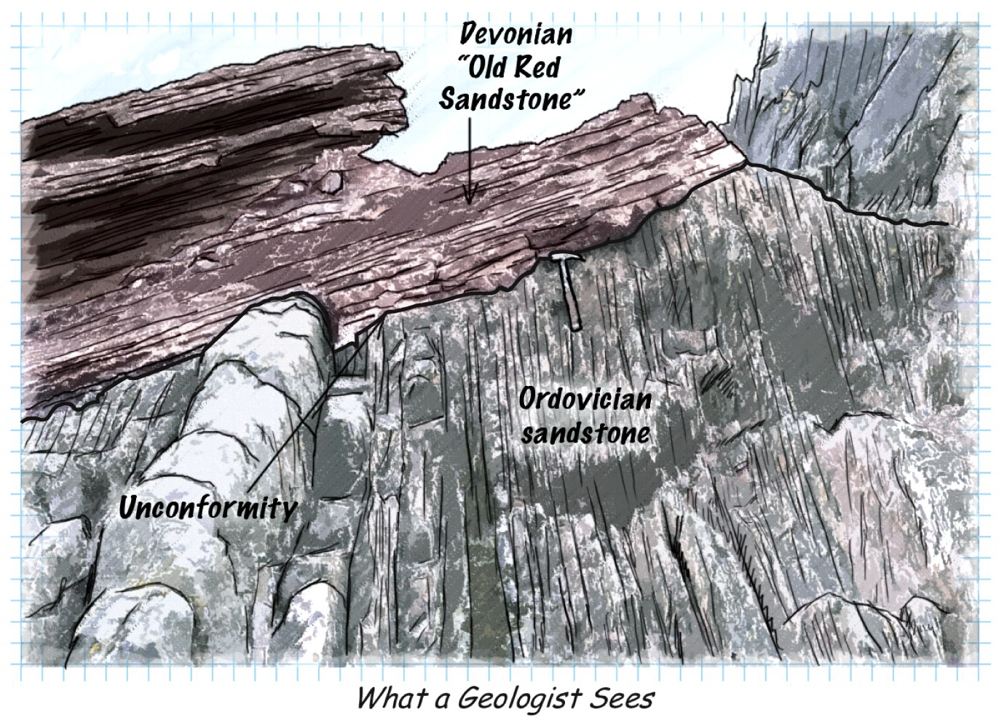 Devonian
“Old Red
Sandstone”
Ordovician
sandstone
Unconformity
What a Geologist Sees